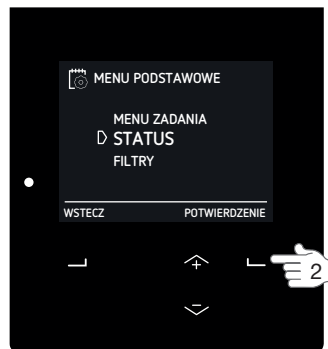 MENU PODSTAWOWE
MENU ZADANIA
STATUS
FILTRY
WSTECZ POTWIERDZENIE
2